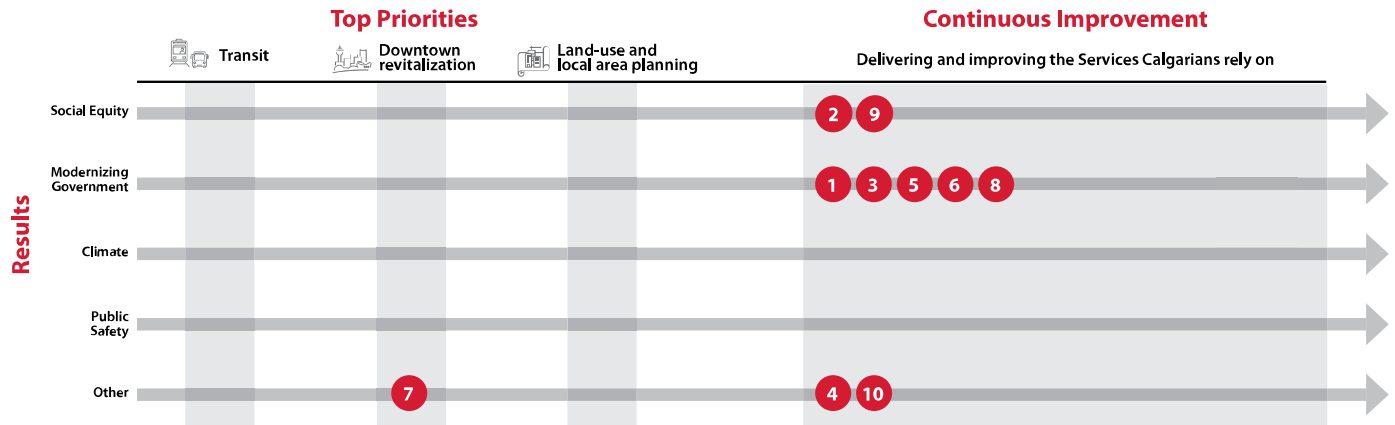 Top Priorities
Continuous Improvement
Transit
Downtown
revitalization
Land-use and
local area planning
Delivering and improving the Services Calgarians rely on
Results
Social Equity
2 9
Modernizing
Government
1 3 5 6 8
Climate
Public
Safety
Other
7 4 10